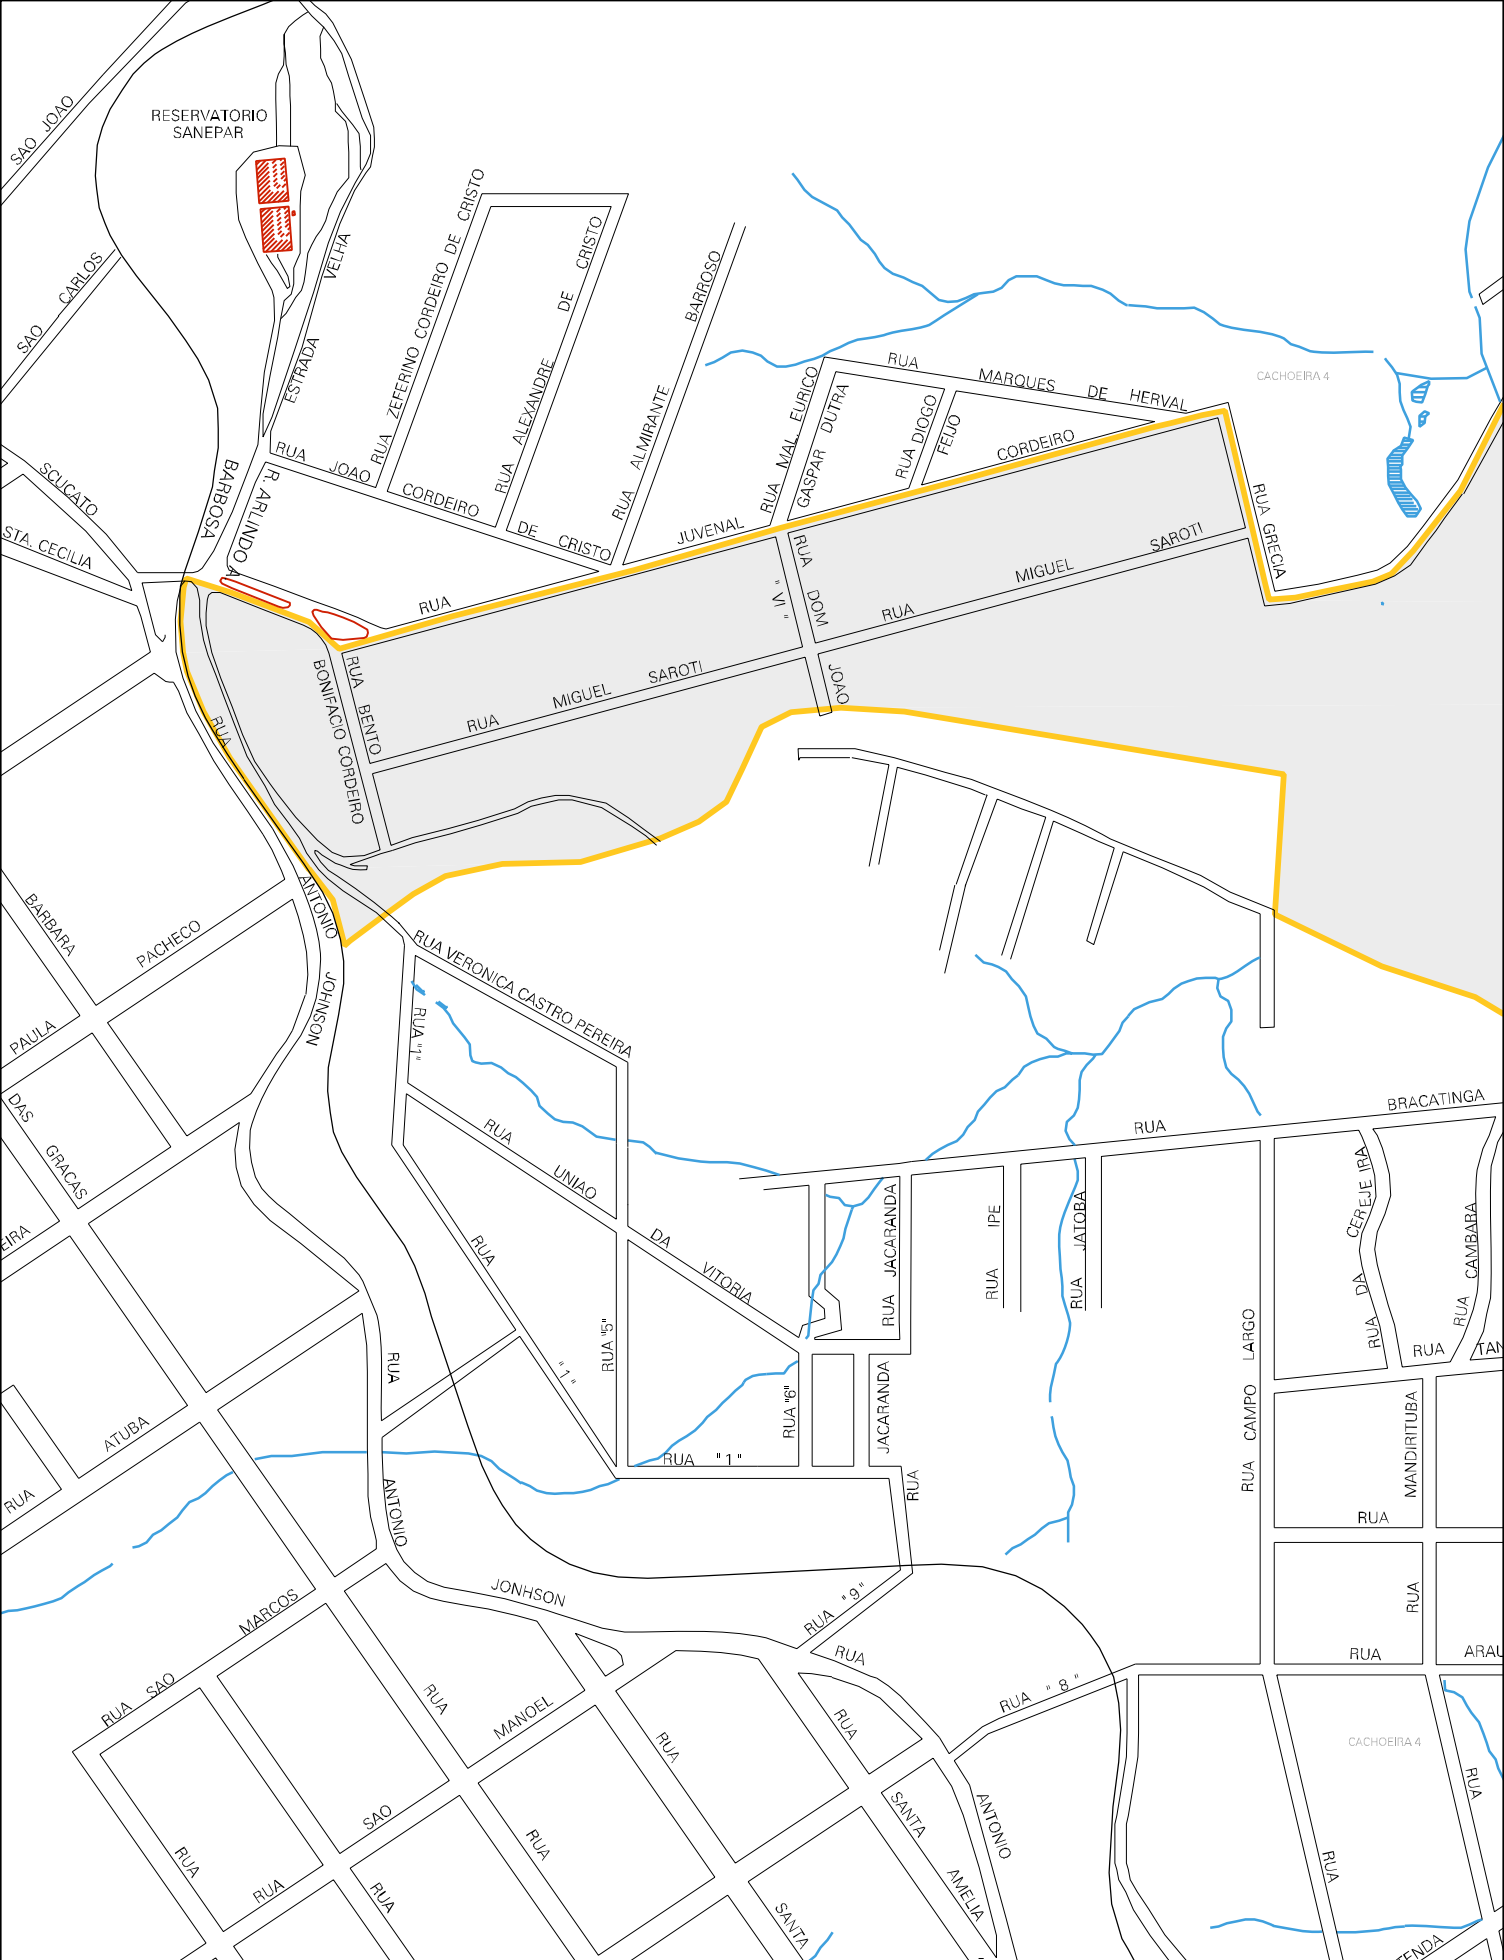 SAO JOAO
RESERVATORIO
SANEPAR
SAO CARLOS
ESTRADA VELHA
RUA ZEFERINO CORDEIRO DE CRISTO
RUA ALEXANDRE DE CRISTO
RUA ALMIRANTE BARROSO
RUA MARQUES DE HERVAL
CACHOEIRA 4
RUA MAL. EURICO
GASPAR DUTRA
RUA DIOGO
FEIJO
RUA JOAO CORDEIRO DE CRISTO
SCUCATO
STA. CECILIA
BARBOSA
R. ARLINDO A
RUA JUVENAL CORDEIRO
RUA GRECIA
RUA DOM JOAO
" VI "
RUA MIGUEL SAROTI
RUA MIGUEL SAROTI
RUA BENTO
BONIFACIO CORDEIRO
RUA ANTONIO JOHNSON
BARBARA
PACHECO
PAULA
DAS GRACAS
EIRA
RUA VERONICA CASTRO PEREIRA
RUA "1"
RUA UNIAO DA VITORIA
RUA "1"
RUA "5"
RUA "6"
RUA "1"
RUA BRACATINGA
RUA JACARANDA
JACARANDA
RUA
RUA IPE
RUA JATOBA
RUA CAMPO LARGO
RUA DA CEREJEIRA
RUA CAMBARA
RUA TAN
MANDIRITUBA
RUA
RUA
RUA ARAU
ATUBA
RUA
RUA ANTONIO JONHSON
RUA SAO MARCOS
RUA "9"
RUA
RUA " 8 "
ANTONIO
RUA
MANOEL
SAO
RUA
RUA
RUA
RUA
RUA
RUA
SANTA
AMELIA
SANTA
CACHOEIRA 4
RUA
RUA
TENDA